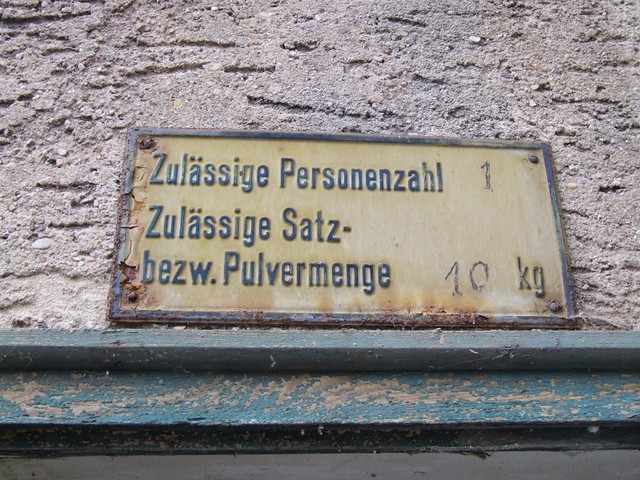 Zulässige Personenzahl 1
Zulässige Satz-
bezw. Pulvermenge 10 kg